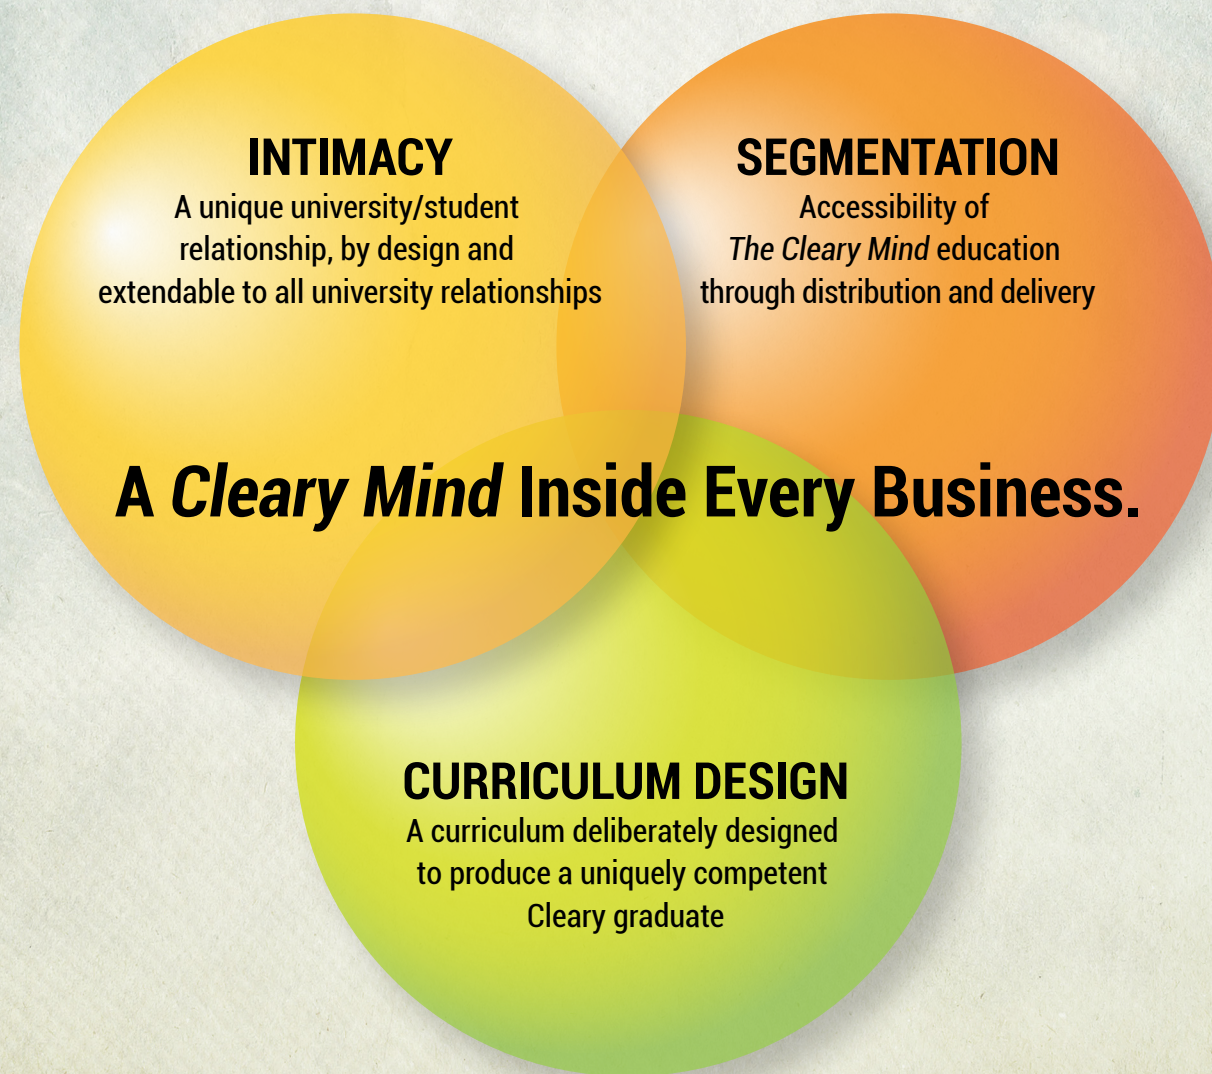 INTIMACY
A unique university/student
relationship, by design and
extendable to all university relationships
SEGMENTATION
Accessibility of
The Cleary Mind education
through distribution and delivery
A Cleary Mind Inside Every Business.
CURRICULUM DESIGN
A curriculum deliberately designed
to produce a uniquely competent
Cleary graduate